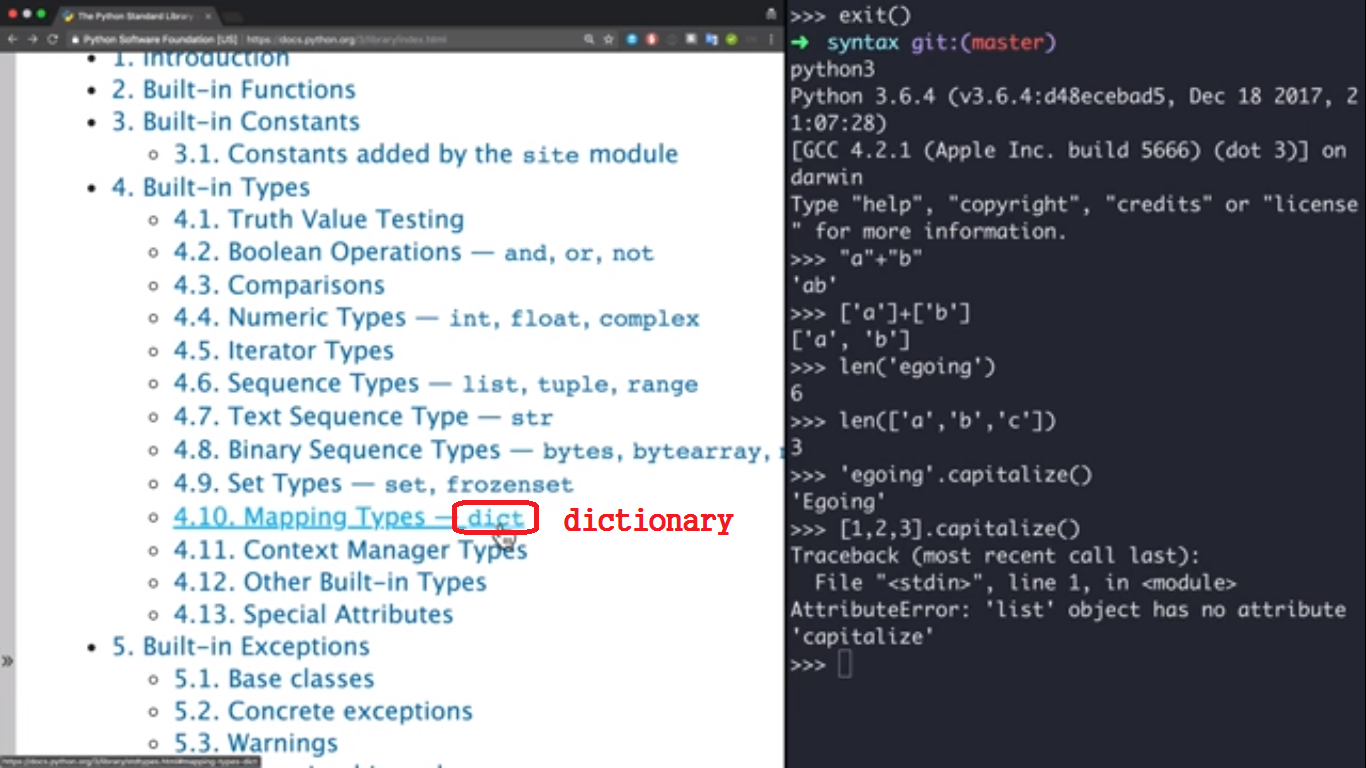 The Python Standard Library
Python Software Foundation [US] | https://docs.python.org/3/library/index.html
1. Introduction
2. Built-in Functions
3. Built-in Constants
3.1. Constants added by the site module
4. Built-in Types
4.1. Truth Value Testing
4.2. Boolean Operations — and, or, not
4.3. Comparisons
4.4. Numeric Types — int, float, complex
4.5. Iterator Types
4.6. Sequence Types — list, tuple, range
4.7. Text Sequence Type — str
4.8. Binary Sequence Types — bytes, bytearray,
4.9. Set Types — set, frozenset
4.10. Mapping Types — dict dictionary
4.11. Context Manager Types
4.12. Other Built-in Types
4.13. Special Attributes
5. Built-in Exceptions
5.1. Base classes
5.2. Concrete exceptions
5.3. Warnings
https://docs.python.org/3/library/stdtypes.html#mapping-types-dict
>>> exit()
➜ syntax git:(master)
python3
Python 3.6.4 (v3.6.4:d48ecebad5, Dec 18 2017, 2
1:07:28)
[GCC 4.2.1 (Apple Inc. build 5666) (dot 3)] on
darwin
Type "help", "copyright", "credits" or "license
" for more information.
>>> "a"+"b"
'ab'
>>> ['a']+['b']
['a', 'b']
>>> len('egoing')
6
>>> len(['a','b','c'])
3
>>> 'egoing'.capitalize()
'Egoing'
>>> [1,2,3].capitalize()
Traceback (most recent call last):
File "<stdin>", line 1, in <module>
AttributeError: 'list' object has no attribute
'capitalize'
>>>